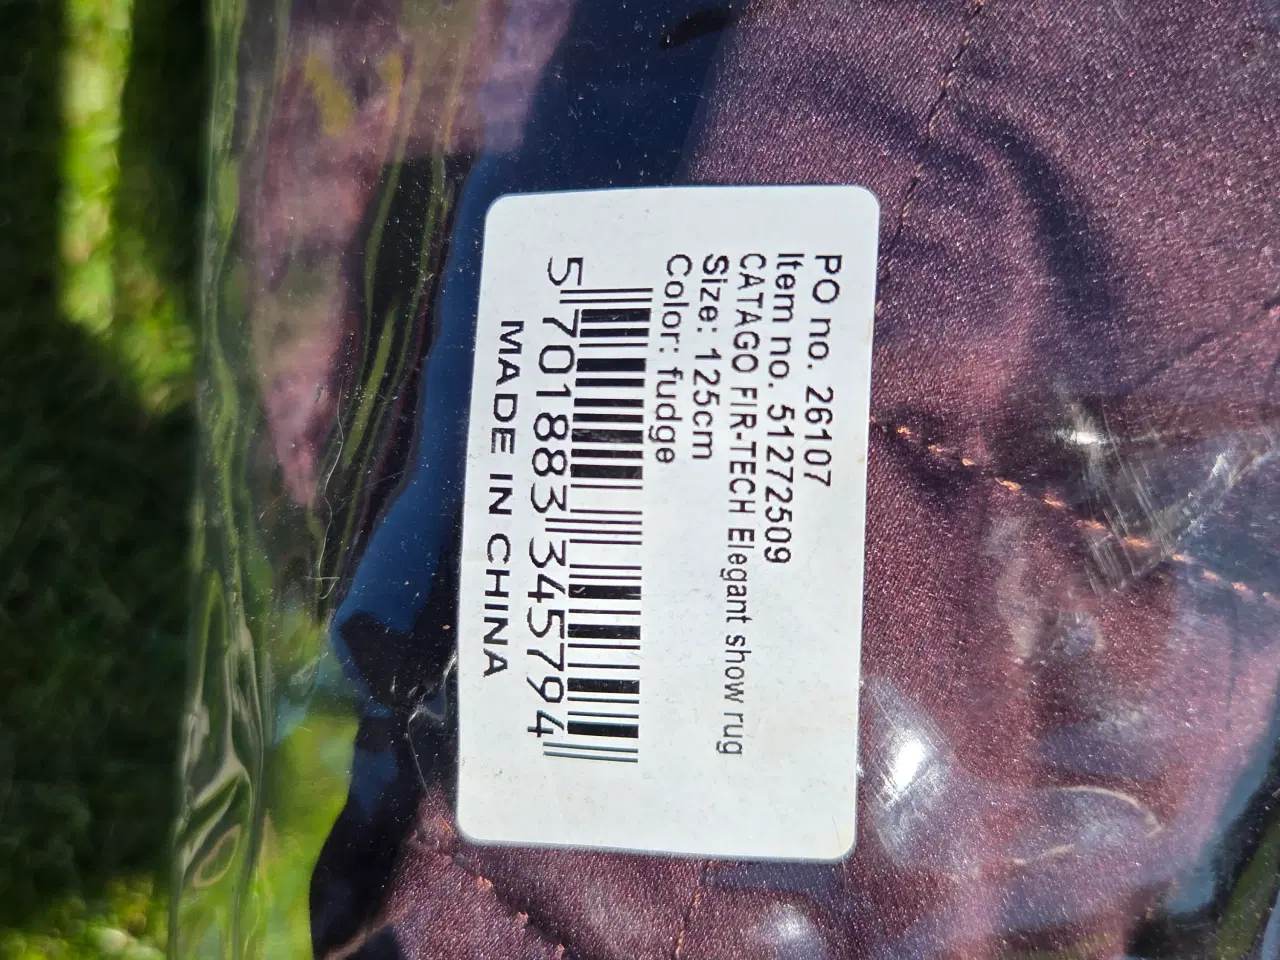 PO no. 26107
Item no. 51272509
CATAGO FIR-TECH Elegant show rug
Size: 125cm
Color: fudge
5 701883 345794
MADE IN CHINA